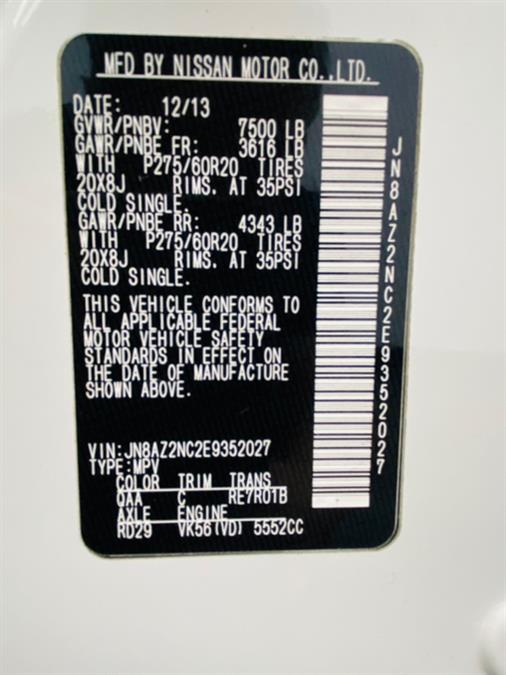 MFD BY NISSAN MOTOR CO.,LTD.
DATE: 12/13
GVWR/PNBV: 7500 LB
GAWR/PNBE FR: 3616 LB
WITH P275/60R20 TIRES
20X8J RIMS. AT 35PSI
COLD SINGLE.
GAWR/PNBE RR: 4343 LB
WITH P275/60R20 TIRES
20X8J RIMS. AT 35PSI
COLD SINGLE.
THIS VEHICLE CONFORMS TO
ALL APPLICABLE FEDERAL
MOTOR VEHICLE SAFETY
STANDARDS IN EFFECT ON
THE DATE OF MANUFACTURE
SHOWN ABOVE.
VIN:JN8AZ2NC2E9352027
TYPE:MPV
COLOR TRIM TRANS
QAA C RE7R01B
AXLE ENGINE
RD29 VK56(VD) 5552CC
JN8AZ2NC2E9352027